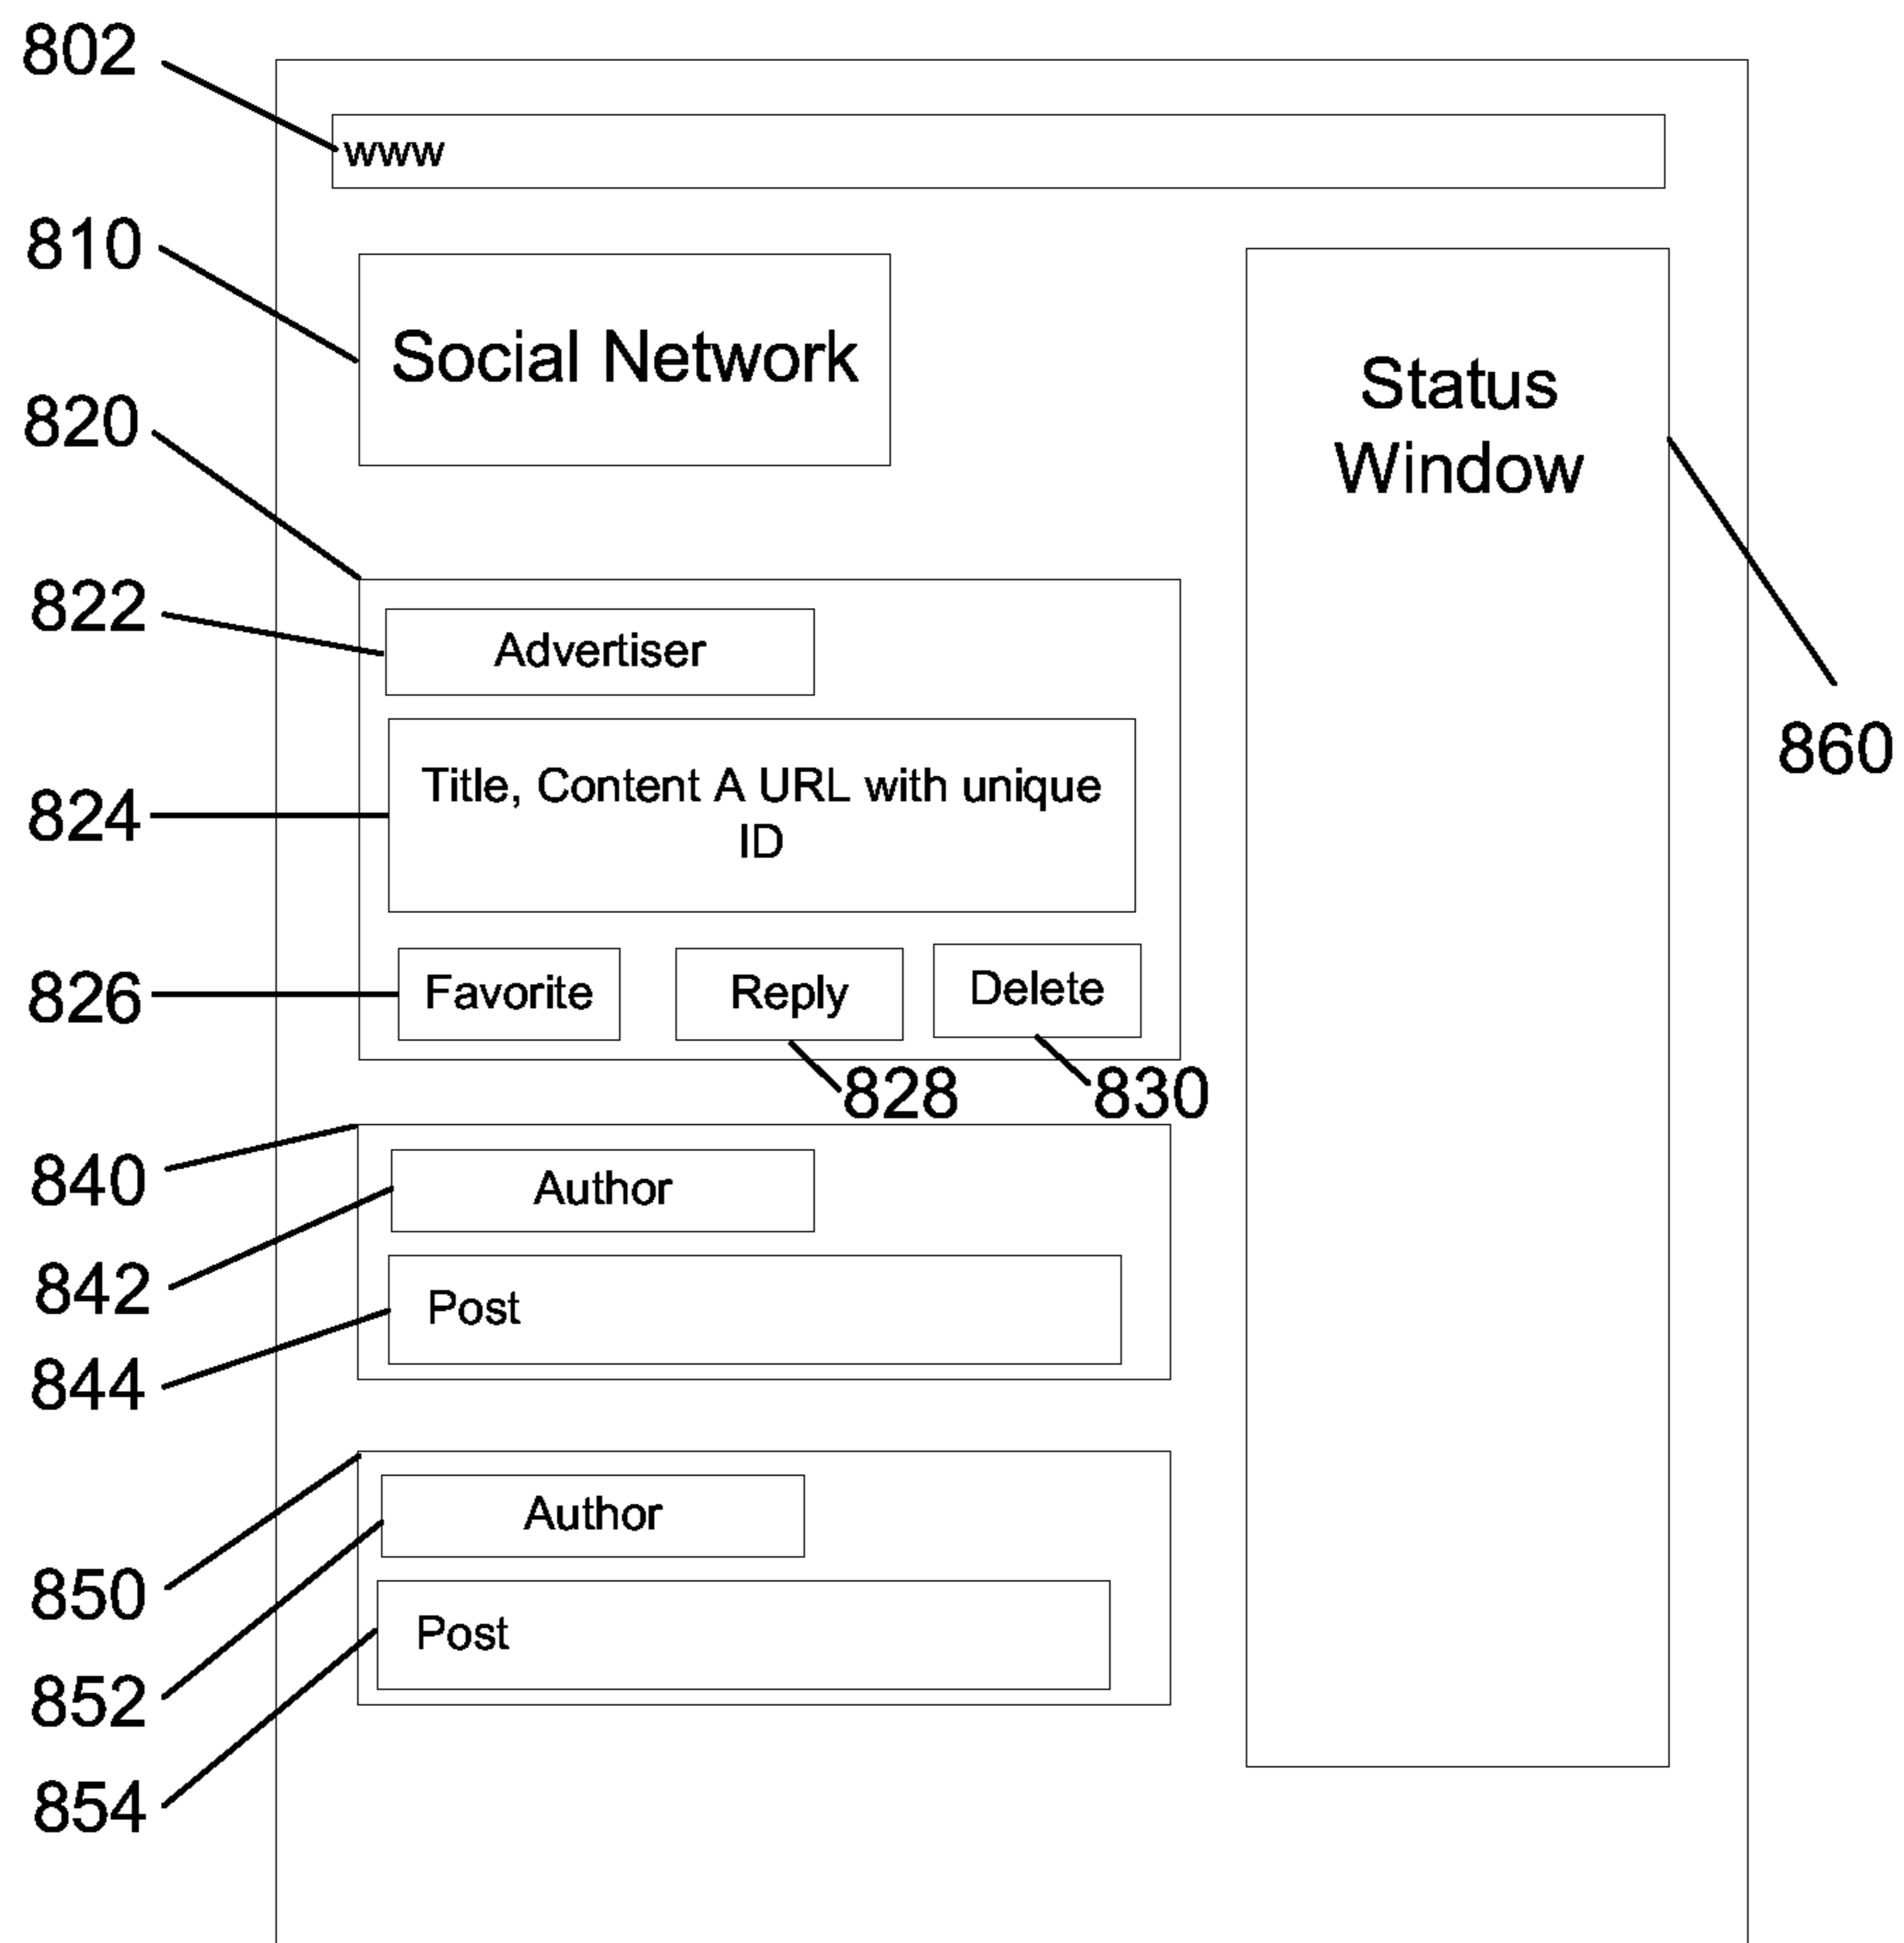 802
www
810
Social Network
820
Status
Window
822
Advertiser
860
824
Title, Content A URL with unique
ID
826
Favorite
Reply
Delete
828
830
840
Author
842
Post
844
850
Author
852
Post
854